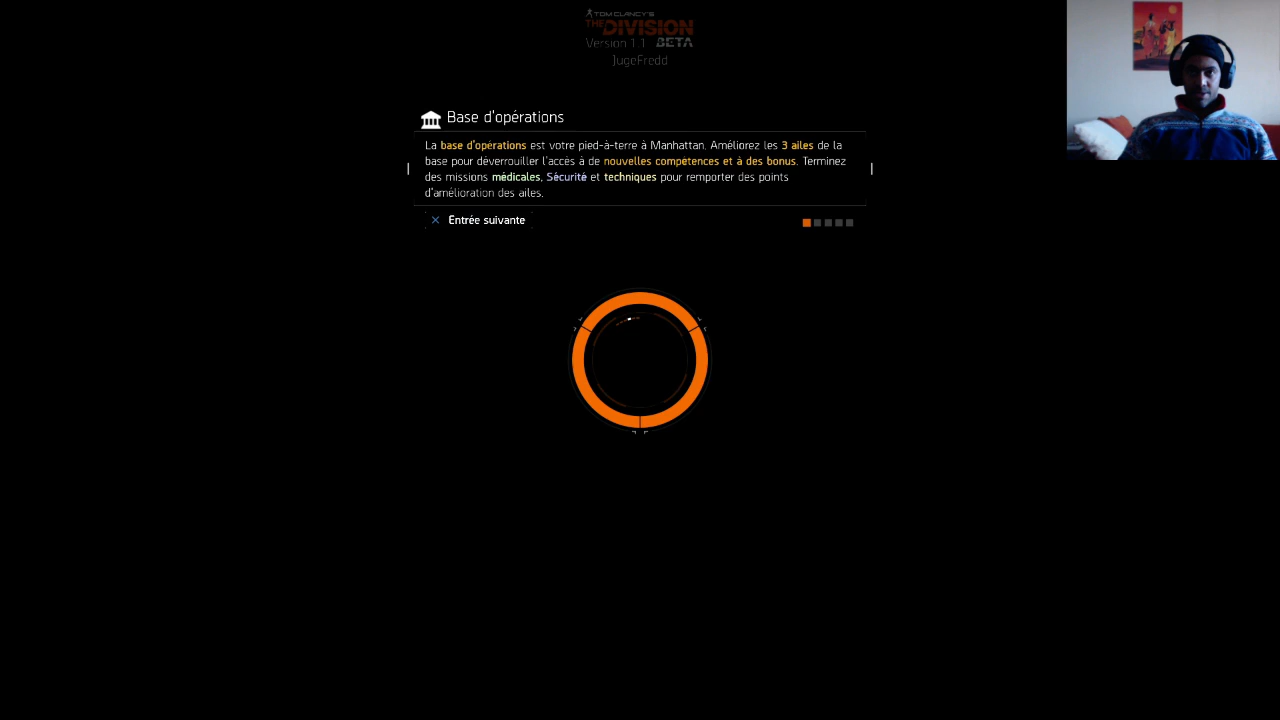 TOM CLANCY'S
THE DIVISION
Version 1.1 BETA
JugeFredd
Base d'opérations
La base d'opérations est votre pied-à-terre à Manhattan. Améliorez les 3 ailes de la
base pour déverrouiller l'accès à de nouvelles compétences et à des bonus. Terminez
des missions médicales, Sécurité et techniques pour remporter des points
d'amélioration des ailes.
Entrée suivante